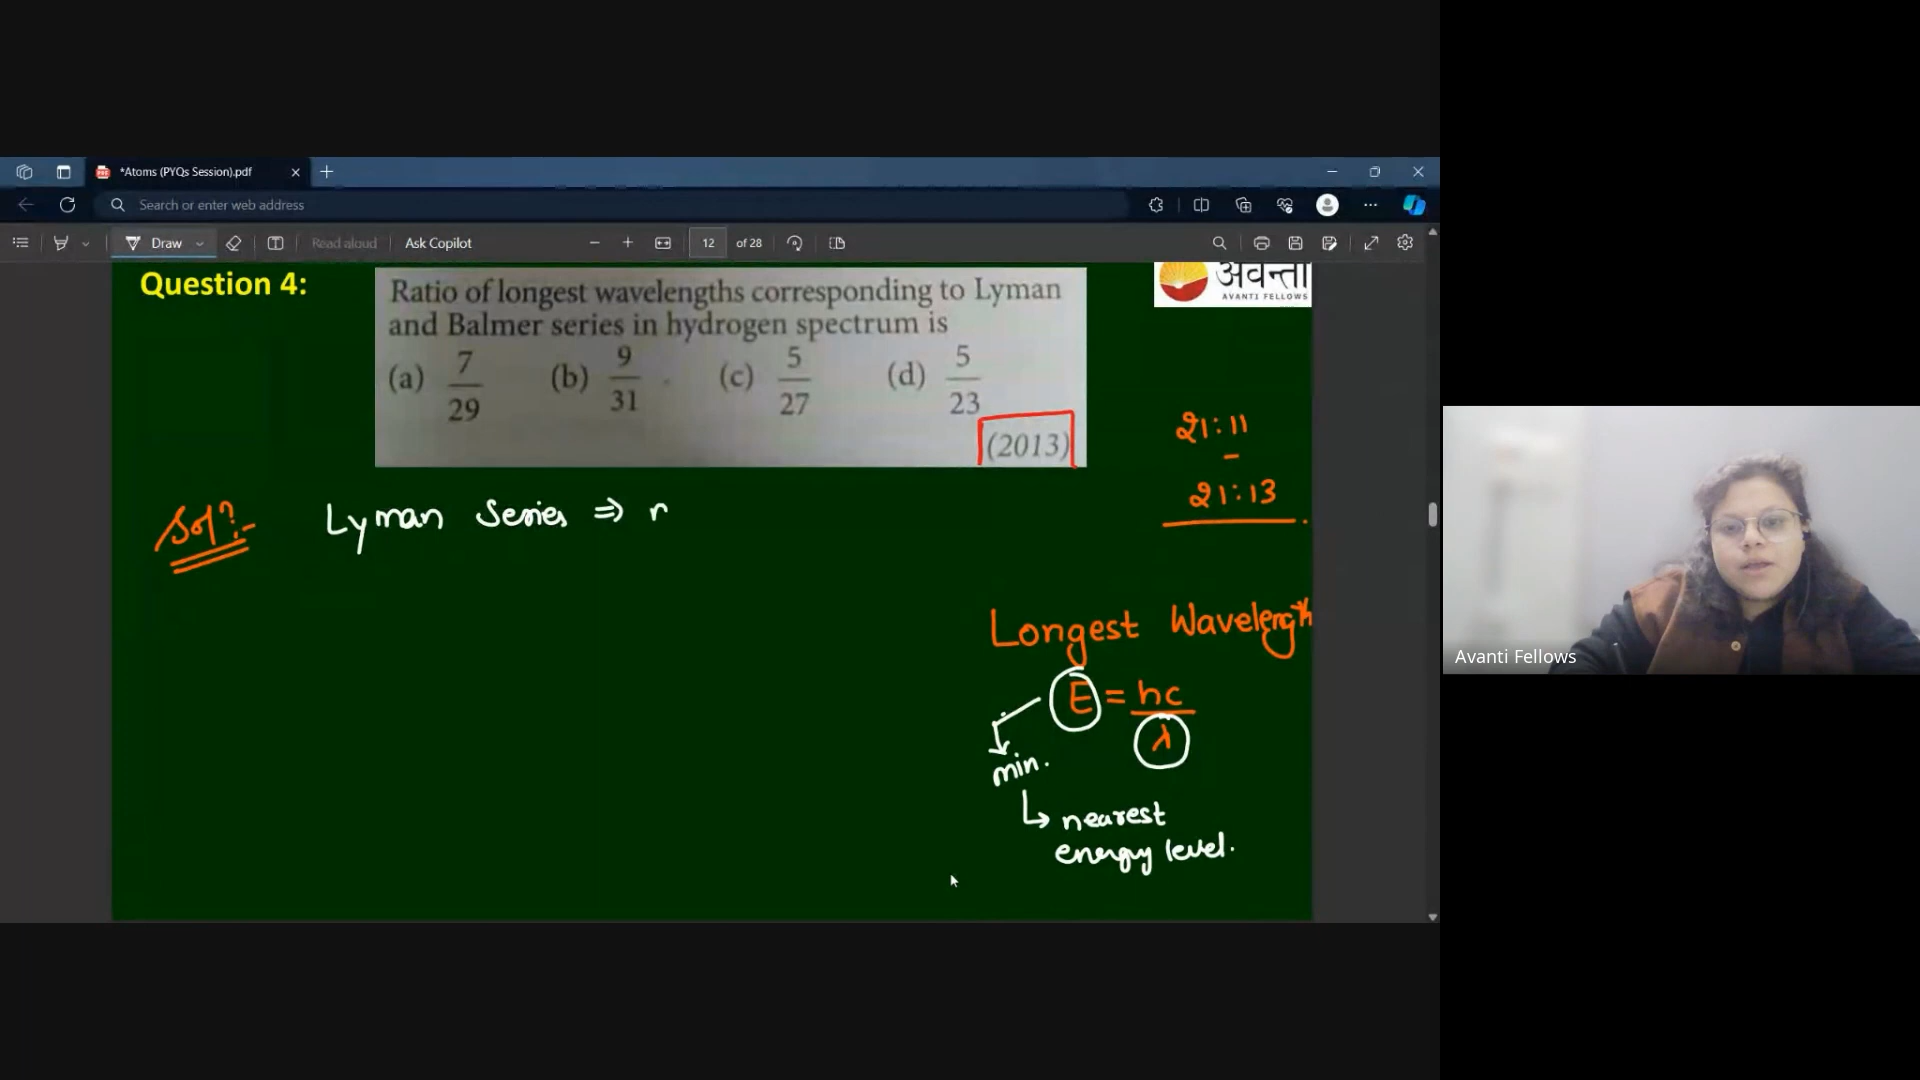 *Atoms (PYQs Session).pdf
Search or enter web address
Draw
Read aloud
Ask Copilot
12
of 28
Question 4:
Ratio of longest wavelengths corresponding to Lyman
and Balmer series in hydrogen spectrum is
(a) 7/29 (b) 9/31 (c) 5/27 (d) 5/23
(2013)
अवन्ती
AVANTI FELLOWS
21:11
21:13
Solⁿ:-
Lyman Series ⇒ n
Longest Wavelength
E = hc/λ
min.
nearest
energy level.
Avanti Fellows